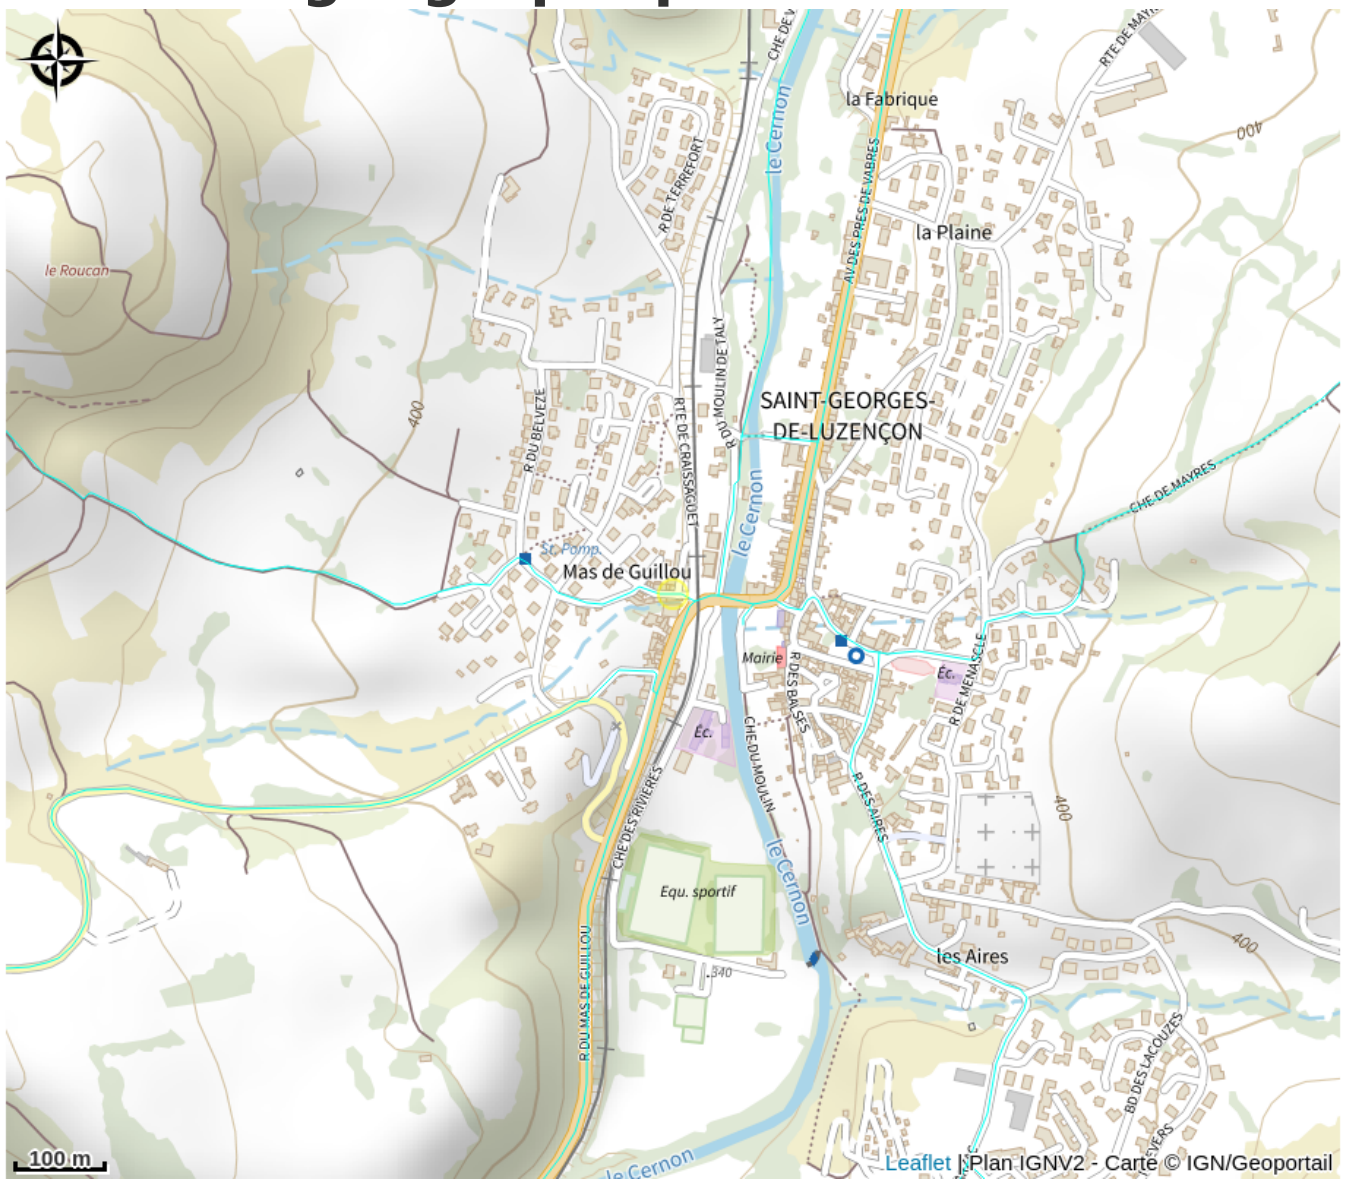 CHE DE V
RTE DE MAYR
la Fabrique
le Cernon
400
R DE TERREFORT
AV DES PRES DE VABRES
la Plaine
le Roucan
R DU MOULIN DE TALY
SAINT-GEORGES-
DE-LUZENÇON
400
R DU BELVEZE
RTE DE CRAISSAGUET
CHE DE MAYRES
le Cernon
St. Pomp.
Mas de Guillou
Mairie
R DES BALSES
Éc.
R DE MENASCLE
Éc.
CHE DU MOULIN
CHE DES RIVIERES
R DES AIRES
400
le Cernon
Equ. sportif
R DU MAS DE GUILLOU
340
les Aires
400
BD DES LACOUZES
EVERS
le Cernon
100 m
Leaflet | Plan IGNV2 - Carte © IGN/Geoportail